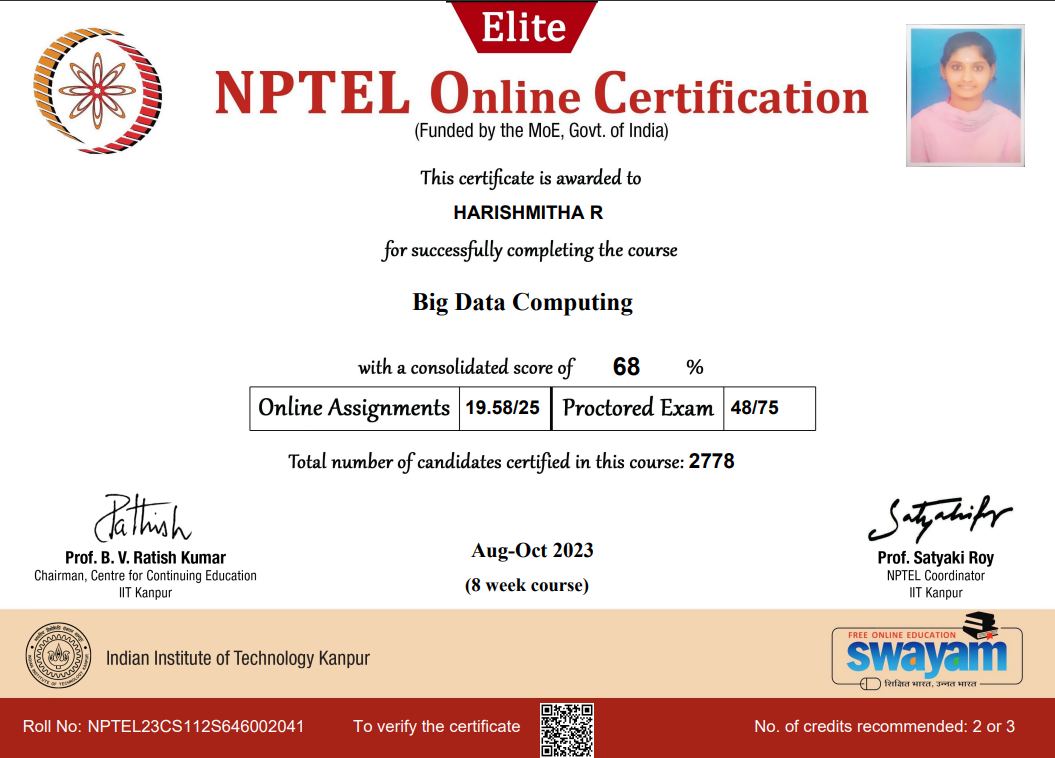 Elite
NPTEL Online Certification
(Funded by the MoE, Govt. of India)
This certificate is awarded to
HARISHMITHA R
for successfully completing the course
Big Data Computing
with a consolidated score of 68 %
Online Assignments 19.58/25 Proctored Exam 48/75
Total number of candidates certified in this course: 2778
Prof. B. V. Ratish Kumar
Chairman, Centre for Continuing Education
IIT Kanpur
Aug-Oct 2023
(8 week course)
Prof. Satyaki Roy
NPTEL Coordinator
IIT Kanpur
Indian Institute of Technology Kanpur
FREE ONLINE EDUCATION
swayam
शिक्षित भारत, उन्नत भारत
Roll No: NPTEL23CS112S646002041 To verify the certificate No. of credits recommended: 2 or 3